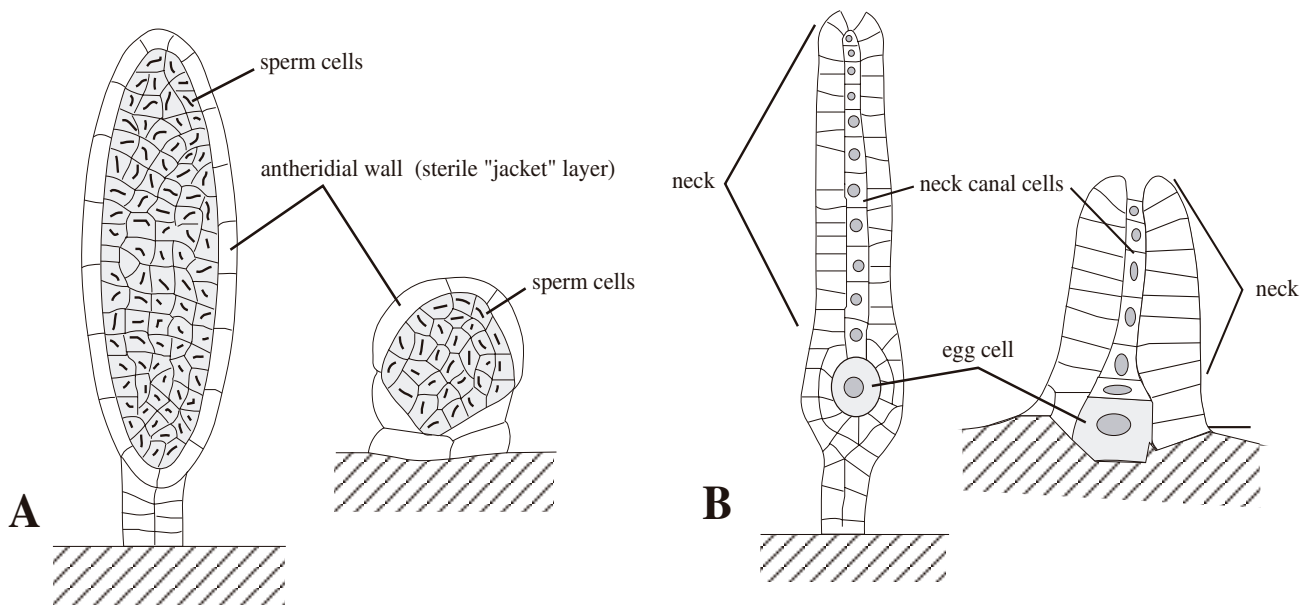 sperm cells
antheridial wall (sterile "jacket" layer)
sperm cells
A
neck
neck canal cells
egg cell
neck
B